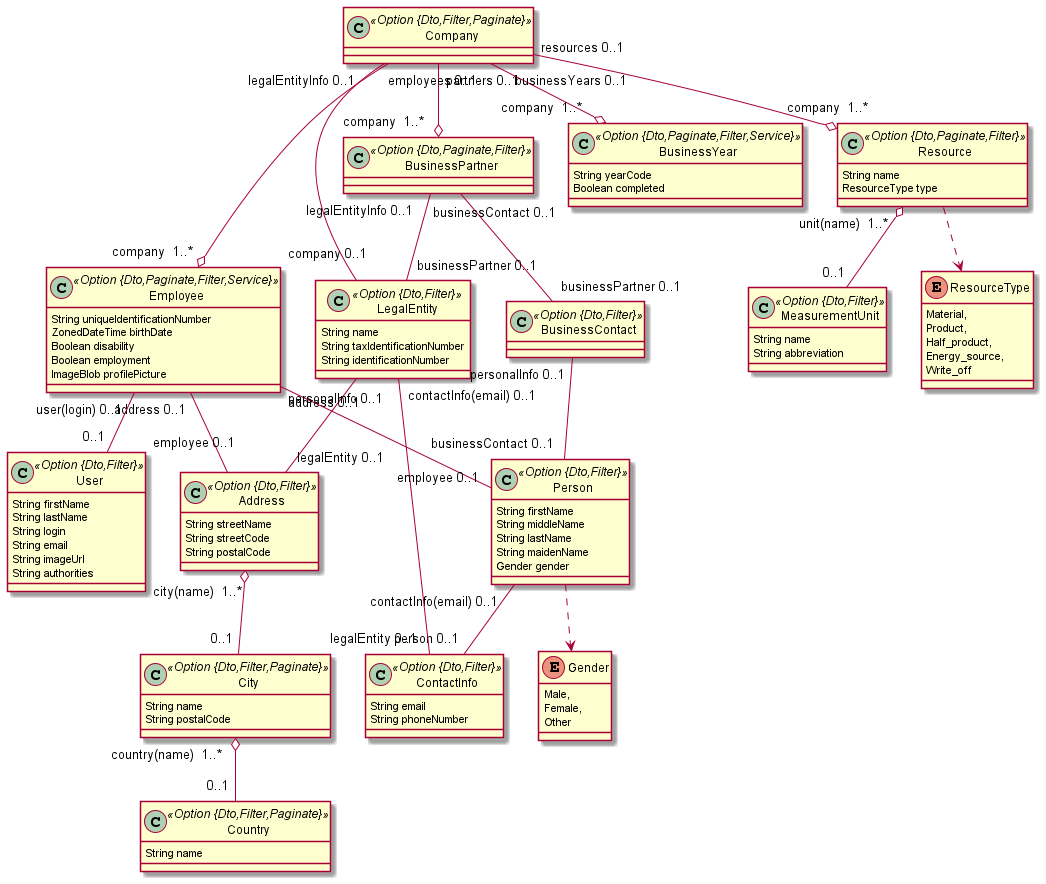 C «Option {Dto,Filter,Paginate}»
Company
resources 0..1
legalEntityInfo 0..1
employees 0..1
partners 0..1
businessYears 0..1
company 1..*
company 1..*
company 1..*
C «Option {Dto,Paginate,Filter}»
BusinessPartner
C «Option {Dto,Paginate,Filter,Service}»
BusinessYear
String yearCode
Boolean completed
C «Option {Dto,Paginate,Filter}»
Resource
String name
ResourceType type
legalEntityInfo 0..1
businessContact 0..1
unit(name) 1..*
company 1..*
company 0..1
businessPartner 0..1
0..1
businessPartner 0..1
C «Option {Dto,Paginate,Filter,Service}»
Employee
String uniqueIdentificationNumber
ZonedDateTime birthDate
Boolean disability
Boolean employment
ImageBlob profilePicture
C «Option {Dto,Filter}»
LegalEntity
String name
String taxIdentificationNumber
String identificationNumber
C «Option {Dto,Filter}»
BusinessContact
C «Option {Dto,Filter}»
MeasurementUnit
String name
String abbreviation
E ResourceType
Material,
Product,
Half_product,
Energy_source,
Write_off
personalInfo 0..1
user(login) 0..1
address 0..1
personalInfo 0..1
address 0..1
contactInfo(email) 0..1
0..1
employee 0..1
legalEntity 0..1
businessContact 0..1
employee 0..1
C «Option {Dto,Filter}»
User
String firstName
String lastName
String login
String email
String imageUrl
String authorities
C «Option {Dto,Filter}»
Address
String streetName
String streetCode
String postalCode
C «Option {Dto,Filter}»
Person
String firstName
String middleName
String lastName
String maidenName
Gender gender
city(name) 1..*
contactInfo(email) 0..1
0..1
legalEntity 0..1
person 0..1
C «Option {Dto,Filter,Paginate}»
City
String name
String postalCode
C «Option {Dto,Filter}»
ContactInfo
String email
String phoneNumber
E Gender
Male,
Female,
Other
country(name) 1..*
0..1
C «Option {Dto,Filter,Paginate}»
Country
String name